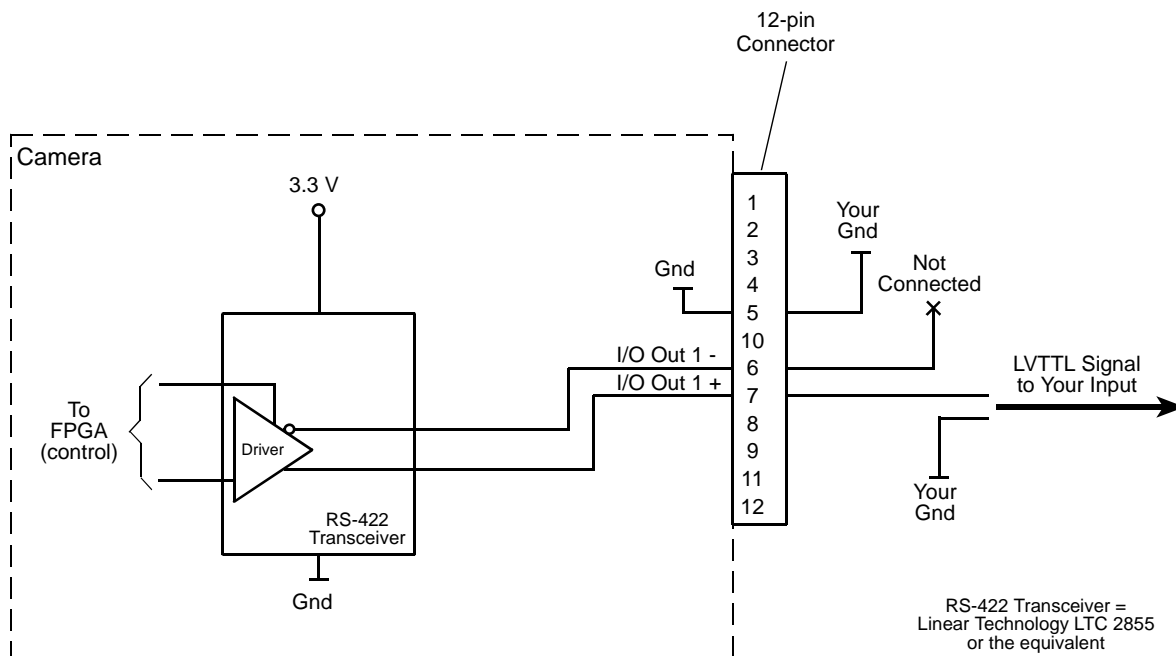 12-pin
Connector
Camera
3.3 V
1
2
3
4
5
10
6
7
8
9
11
12
Your
Gnd
Gnd
Not
Connected
I/O Out 1 -
I/O Out 1 +
LVTTL Signal
to Your Input
To
FPGA
(control)
Driver
RS-422
Transceiver
Gnd
Your
Gnd
RS-422 Transceiver =
Linear Technology LTC 2855
or the equivalent